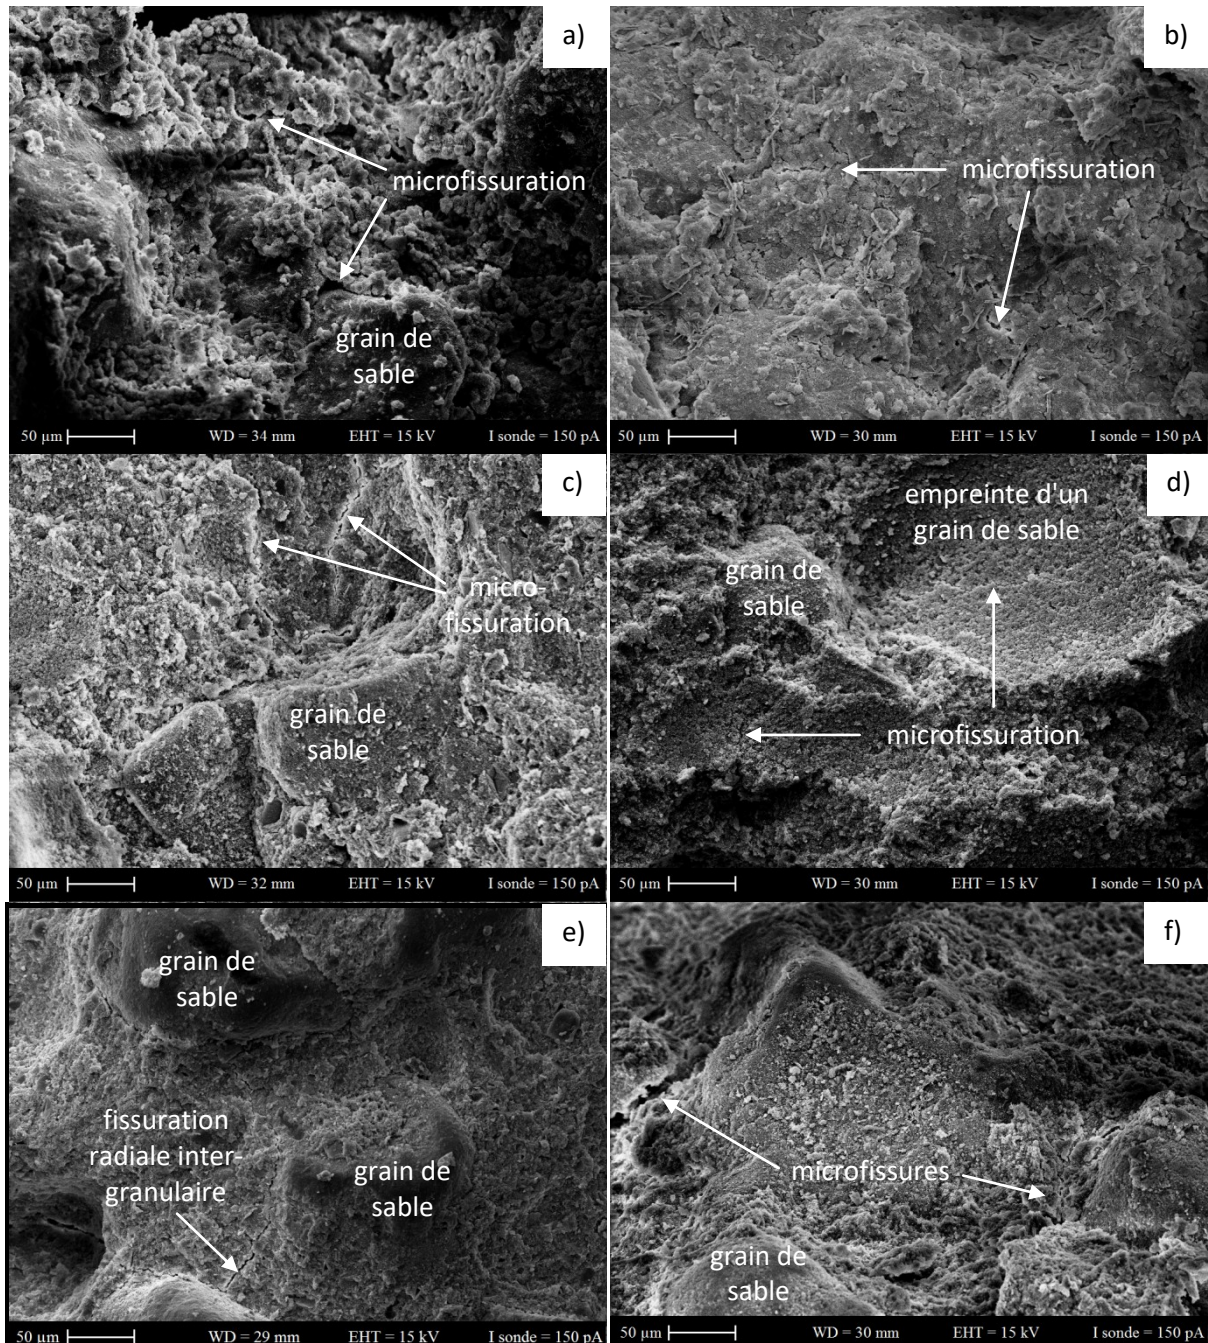 a)
microfissuration
grain de
sable
50 µm WD = 34 mm EHT = 15 kV I sonde = 150 pA
b)
microfissuration
50 µm WD = 30 mm EHT = 15 kV I sonde = 150 pA
c)
micro-
fissuration
grain de
sable
50 µm WD = 32 mm EHT = 15 kV I sonde = 150 pA
d)
empreinte d'un
grain de sable
grain de
sable
microfissuration
50 µm WD = 30 mm EHT = 15 kV I sonde = 150 pA
e)
grain de
sable
fissuration
radiale inter-
granulaire
grain de
sable
50 µm WD = 29 mm EHT = 15 kV I sonde = 150 pA
f)
microfissures
grain de
sable
50 µm WD = 30 mm EHT = 15 kV I sonde = 150 pA